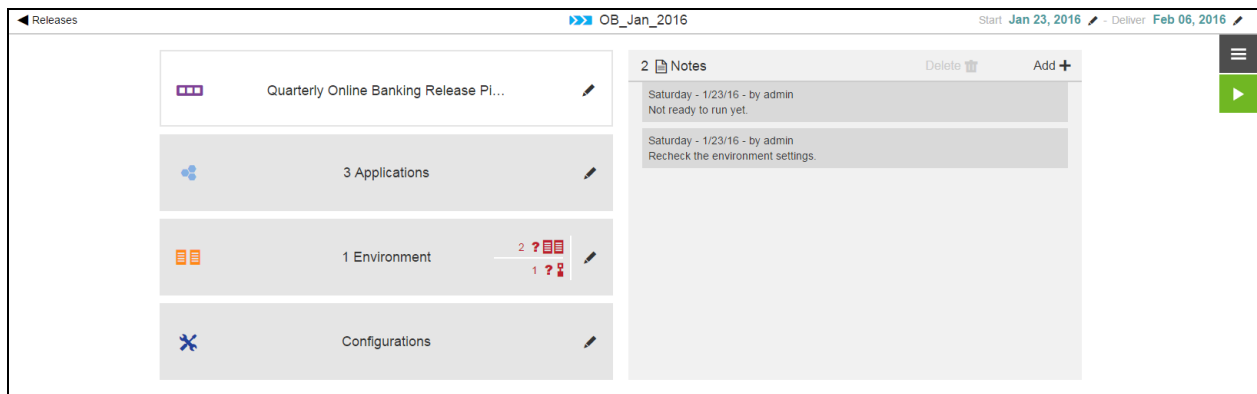 Releases
OB_Jan_2016
Start Jan 23, 2016 - Deliver Feb 06, 2016
Quarterly Online Banking Release Pi...
3 Applications
1 Environment
2 ?
1 ?
Configurations
2 Notes Delete Add +
Saturday - 1/23/16 - by admin
Not ready to run yet.
Saturday - 1/23/16 - by admin
Recheck the environment settings.